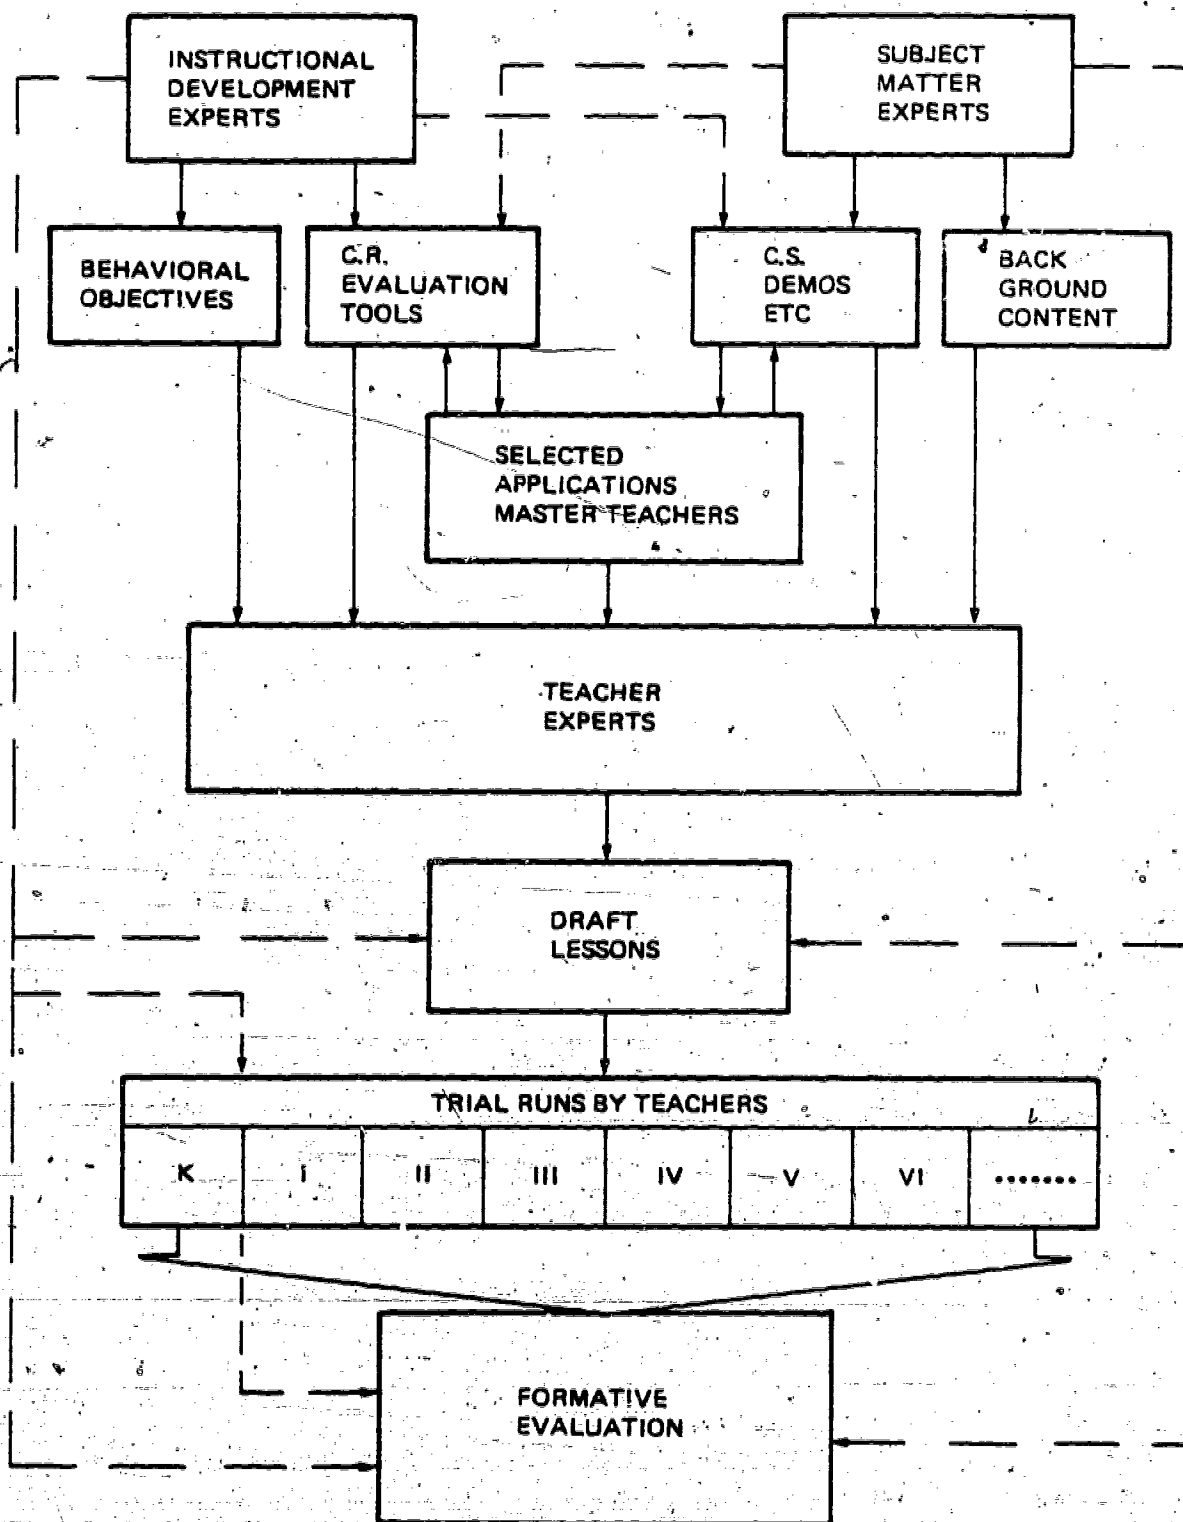 INSTRUCTIONAL
DEVELOPMENT
EXPERTS
SUBJECT
MATTER
EXPERTS
BEHAVIORAL
OBJECTIVES
C.R.
EVALUATION
TOOLS
C.S.
DEMOS
ETC
BACK
GROUND
CONTENT
SELECTED
APPLICATIONS
MASTER TEACHERS
TEACHER
EXPERTS
DRAFT
LESSONS
TRIAL RUNS BY TEACHERS
K I II III IV V VI ·······
FORMATIVE
EVALUATION